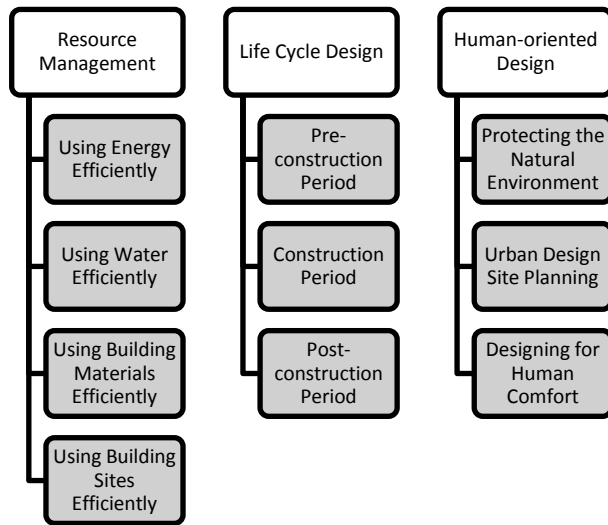 Resource
Management
Using Energy
Efficiently
Using Water
Efficiently
Using Building
Materials
Efficiently
Using Building
Sites
Efficiently
Life Cycle Design
Pre-
construction
Period
Construction
Period
Post-
construction
Period
Human-oriented
Design
Protecting the
Natural
Environment
Urban Design
Site Planning
Designing for
Human
Comfort